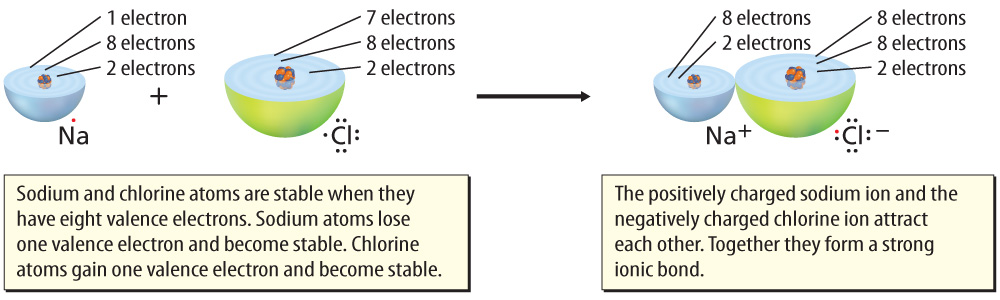 1 electron
8 electrons
2 electrons
Na
+
7 electrons
8 electrons
2 electrons
Cl
8 electrons
2 electrons
Na+
8 electrons
8 electrons
2 electrons
Cl−
Sodium and chlorine atoms are stable when they
have eight valence electrons. Sodium atoms lose
one valence electron and become stable. Chlorine
atoms gain one valence electron and become stable.
The positively charged sodium ion and the
negatively charged chlorine ion attract
each other. Together they form a strong
ionic bond.